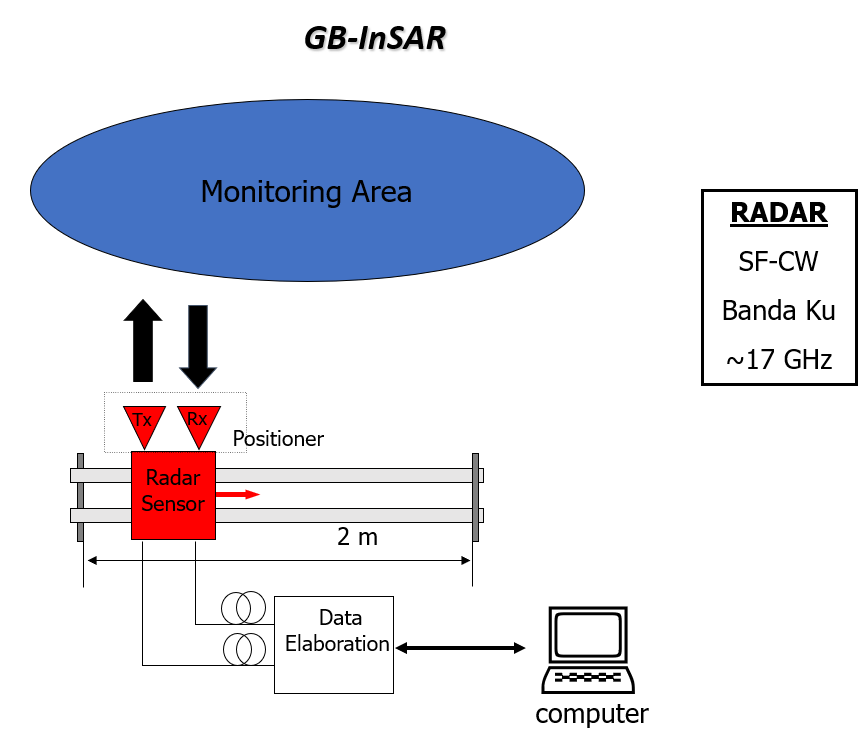 GB-InSAR
Monitoring Area
RADAR
SF-CW
Banda Ku
~17 GHz
Tx
Rx
Positioner
Radar
Sensor
2 m
Data
Elaboration
computer